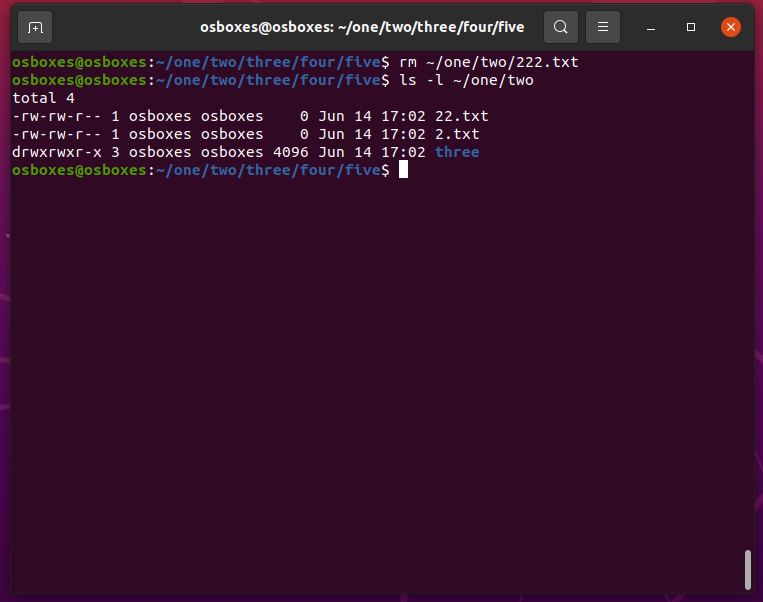 osboxes@osboxes: ~/one/two/three/four/five
osboxes@osboxes:~/one/two/three/four/five$ rm ~/one/two/222.txt
osboxes@osboxes:~/one/two/three/four/five$ ls -l ~/one/two
total 4
-rw-rw-r-- 1 osboxes osboxes    0 Jun 14 17:02 22.txt
-rw-rw-r-- 1 osboxes osboxes    0 Jun 14 17:02 2.txt
drwxrwxr-x 3 osboxes osboxes 4096 Jun 14 17:02 three
osboxes@osboxes:~/one/two/three/four/five$